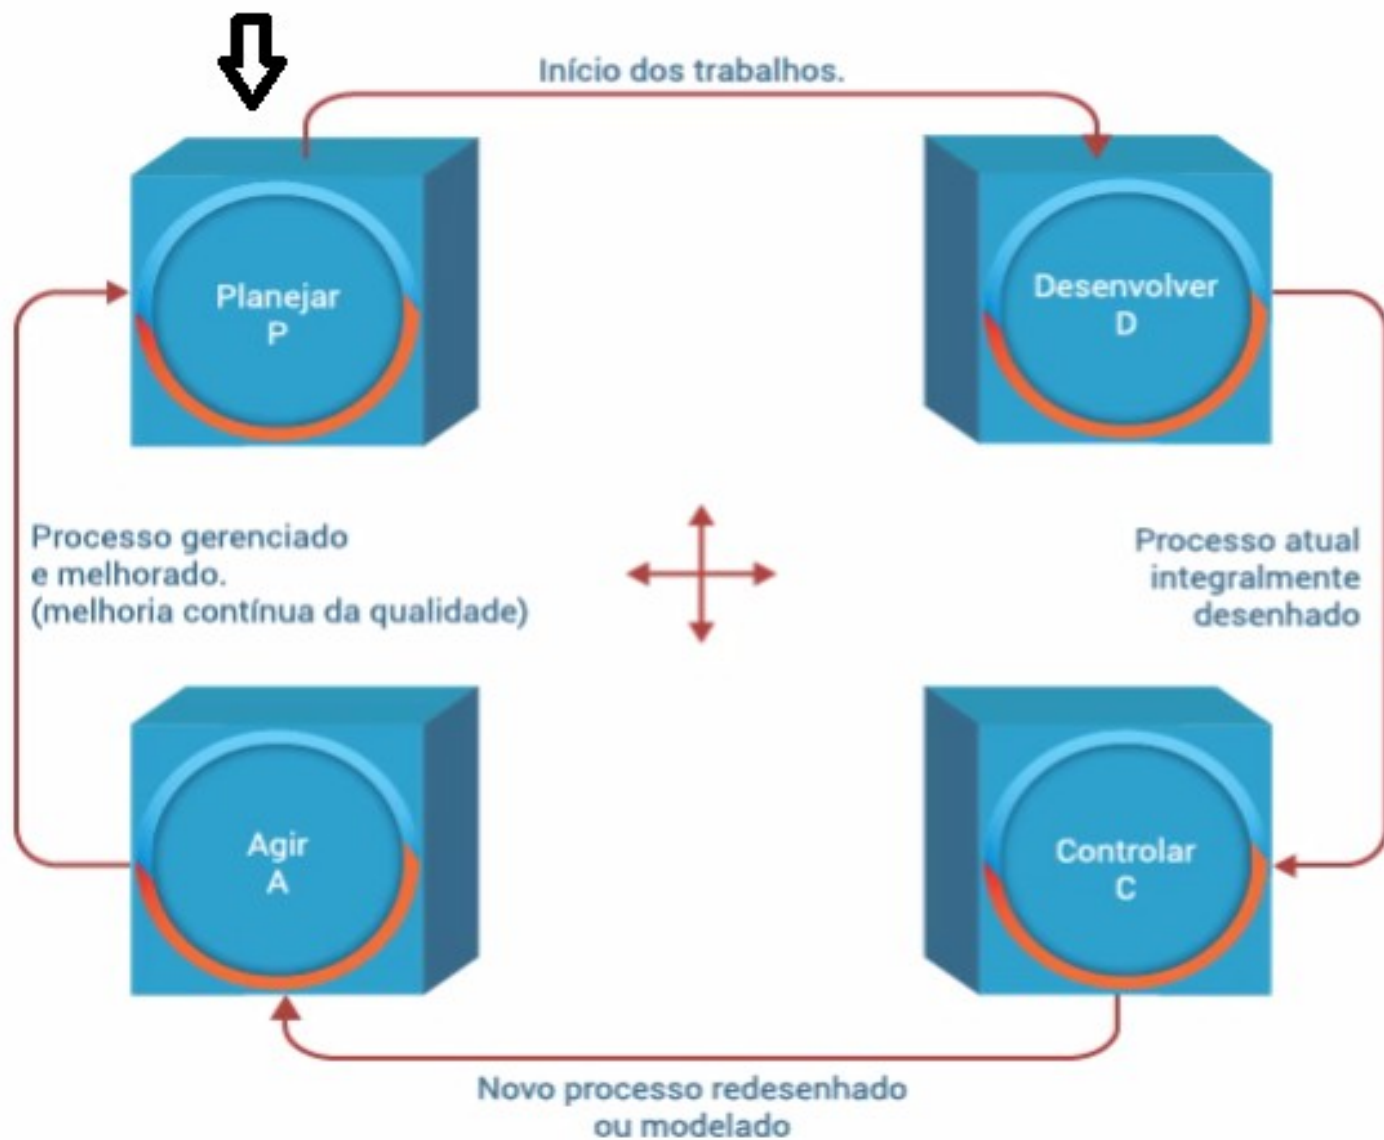 Início dos trabalhos.
Planejar
P
Desenvolver
D
Processo atual
integralmente
desenhado
Controlar
C
Novo processo redesenhado
ou modelado
Agir
A
Processo gerenciado
e melhorado.
(melhoria contínua da qualidade)